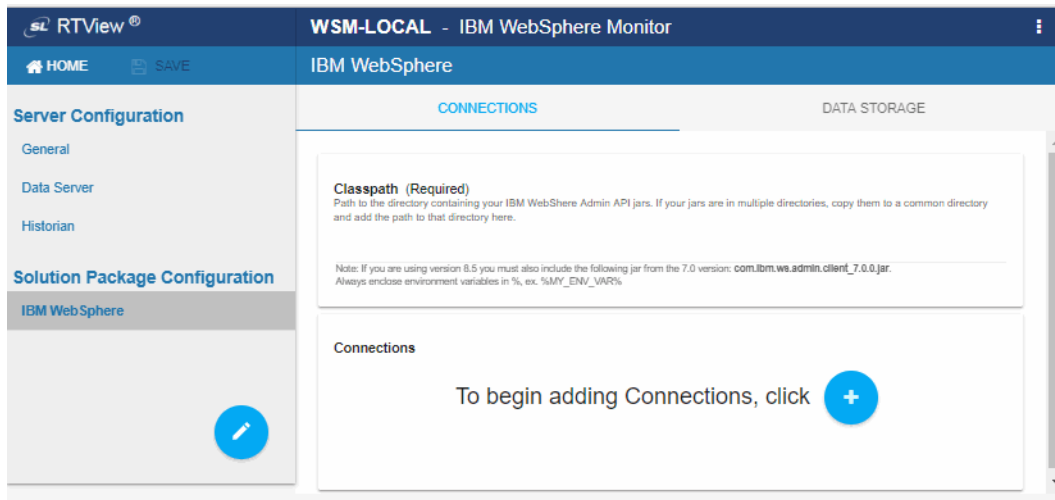 SL RTView ®
WSM-LOCAL - IBM WebSphere Monitor
HOME
SAVE
IBM WebSphere
Server Configuration
General
Data Server
Historian
Solution Package Configuration
IBM WebSphere
CONNECTIONS
DATA STORAGE
Classpath (Required)
Path to the directory containing your IBM WebShere Admin API jars. If your jars are in multiple directories, copy them to a common directory
and add the path to that directory here.
Note: If you are using version 8.5 you must also include the following jar from the 7.0 version: com.ibm.ws.admin.client_7.0.0.jar.
Always enclose environment variables in %, ex. %MY_ENV_VAR%
Connections
To begin adding Connections, click +